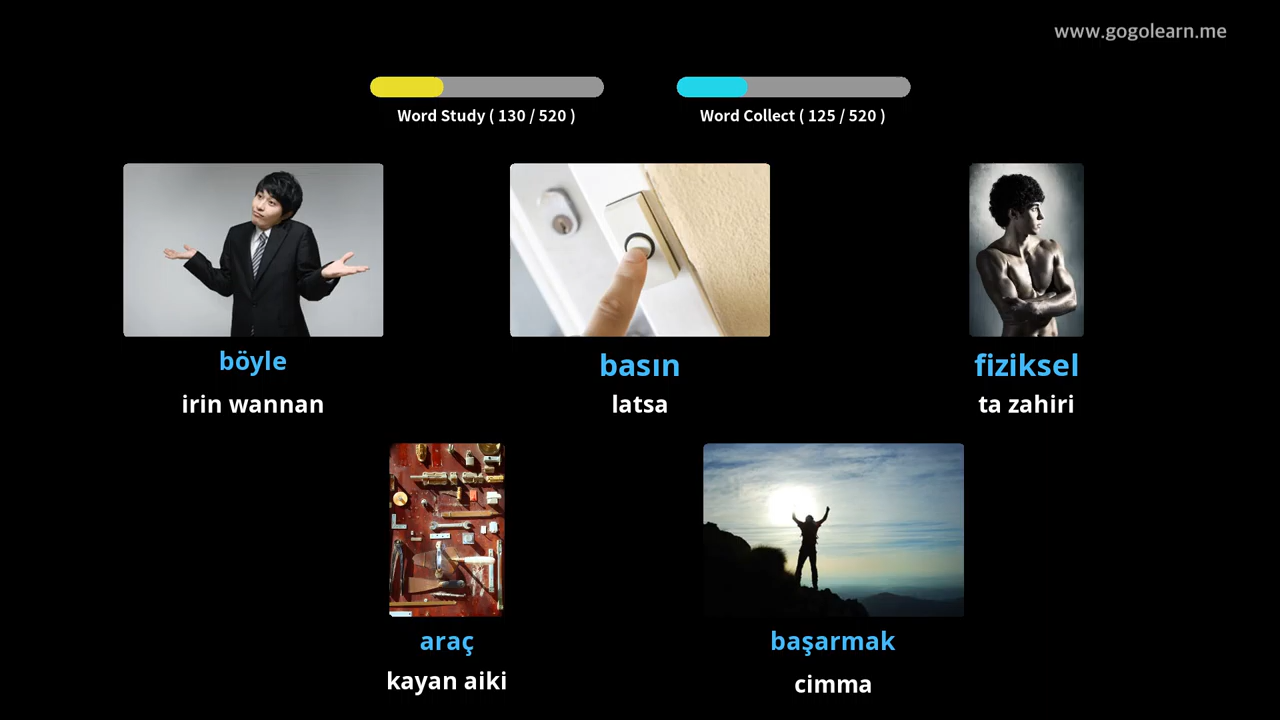 www.gogolearn.me
Word Study ( 130 / 520 )
Word Collect ( 125 / 520 )
böyle
irin wannan
basın
latsa
fiziksel
ta zahiri
araç
kayan aiki
başarmak
cimma